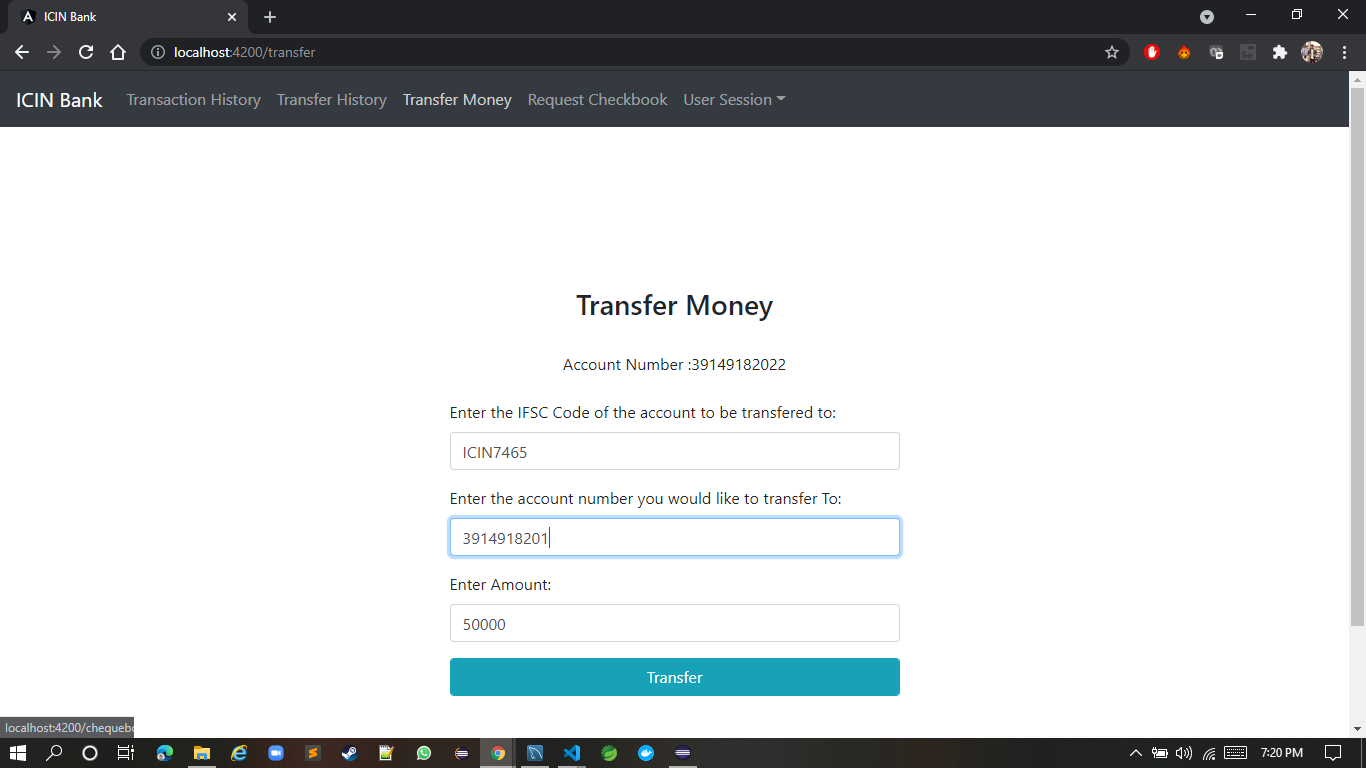 ICIN Bank
localhost:4200/transfer
ICIN Bank Transaction History Transfer History Transfer Money Request Checkbook User Session
Transfer Money
Account Number :39149182022
Enter the IFSC Code of the account to be transfered to:
ICIN7465
Enter the account number you would like to transfer To:
3914918201
Enter Amount:
50000
Transfer
localhost:4200/chequebo
7:20 PM